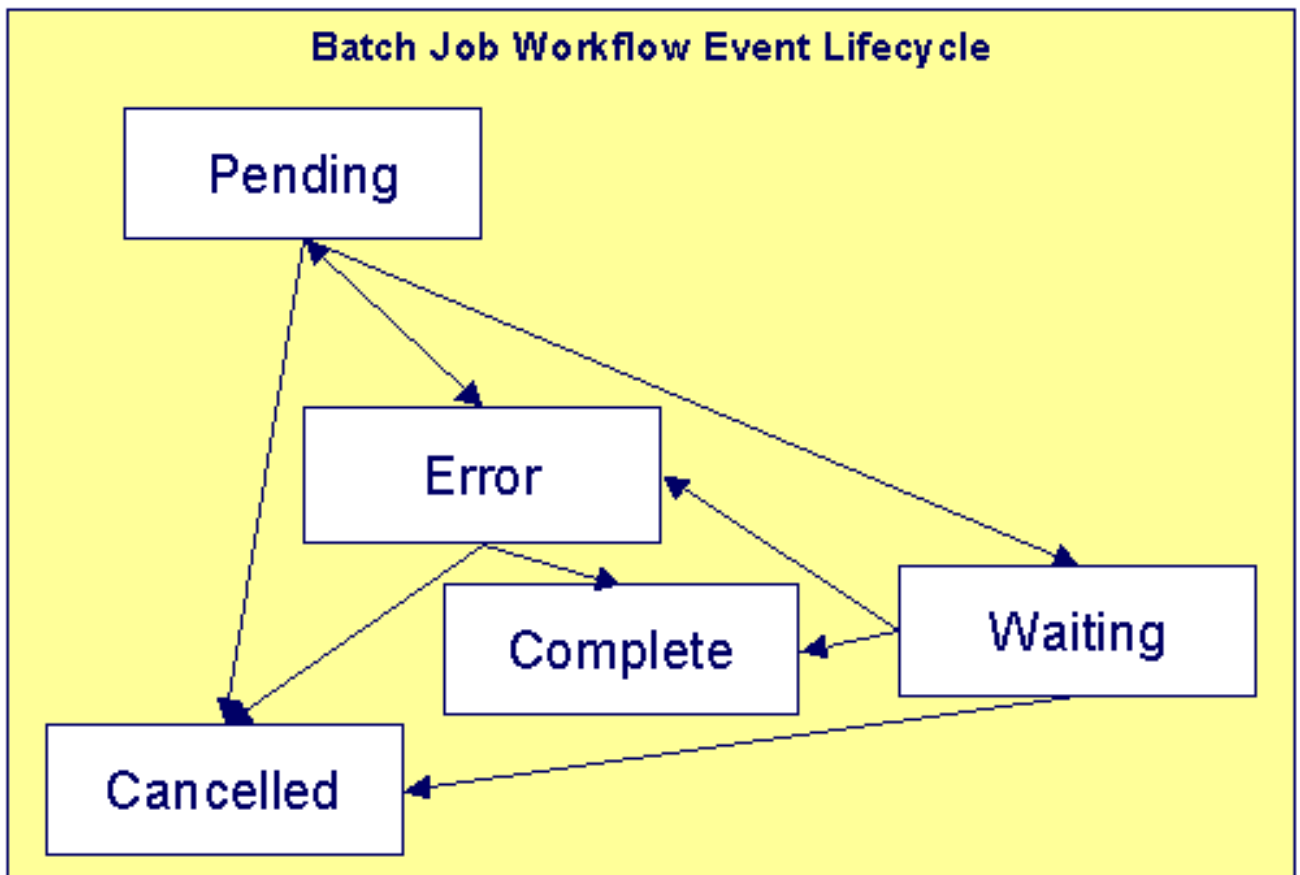 Batch Job Workflow Event Lifecycle
Pending
Error
Complete
Waiting
Cancelled